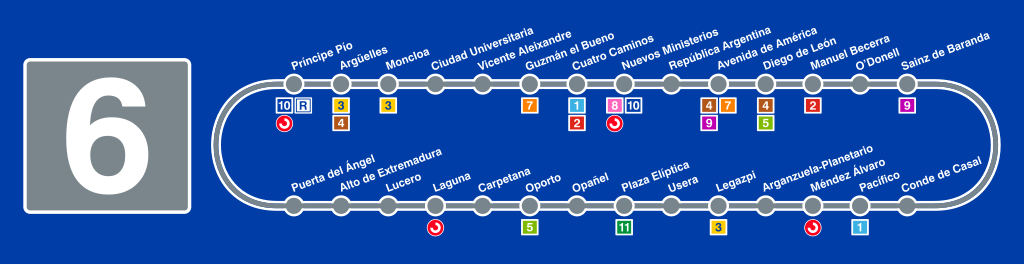 6
Príncipe Pío
Argüelles
Moncloa
Ciudad Universitaria
Vicente Aleixandre
Guzmán el Bueno
Cuatro Caminos
Nuevos Ministerios
República Argentina
Avenida de América
Diego de León
Manuel Becerra
O'Donell
Sainz de Baranda
10 R 3 3 7 1 8 10 4 7 4 2 9
4 2 9 5
Puerta del Ángel
Alto de Extremadura
Lucero
Laguna
Carpetana
Oporto
Opañel
Plaza Elíptica
Usera
Legazpi
Arganzuela-Planetario
Méndez Álvaro
Pacífico
Conde de Casal
5 11 3 1